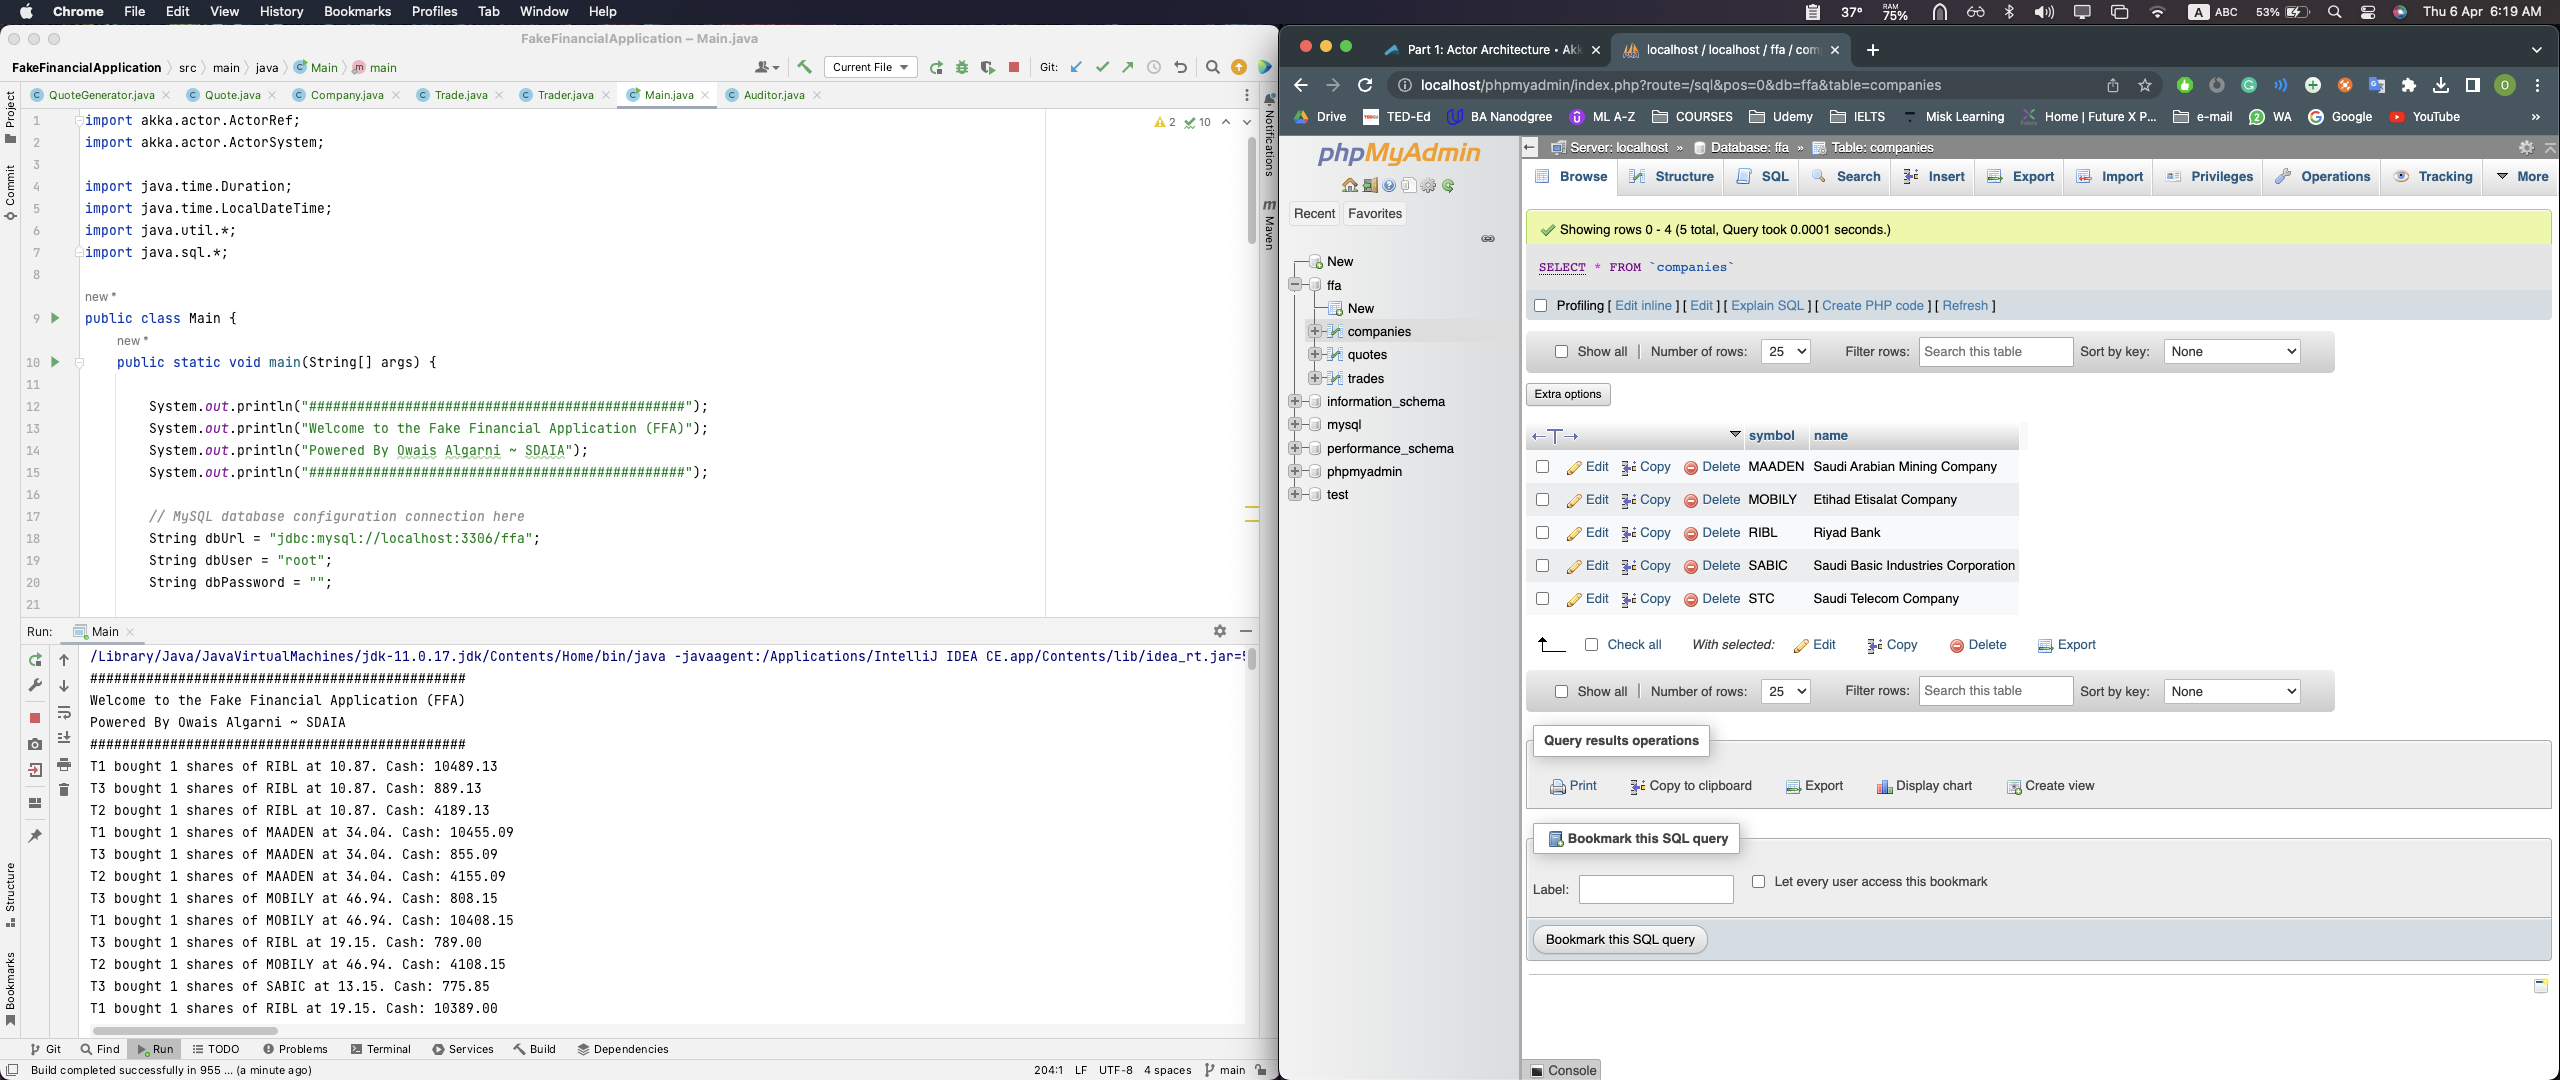 Chrome File Edit View History Bookmarks Profiles Tab Window Help
37° RAM 75% A ABC 53% Thu 6 Apr 6:19 AM
FakeFinancialApplication – Main.java
FakeFinancialApplication src main java Main main
Current File Git:
QuoteGenerator.java Quote.java Company.java Trade.java Trader.java Main.java Auditor.java
Project
Commit
Structure
Bookmarks
Notifications
Maven
2 10
1 import akka.actor.ActorRef;
2 import akka.actor.ActorSystem;
3
4 import java.time.Duration;
5 import java.time.LocalDateTime;
6 import java.util.*;
7 import java.sql.*;
8
new *
9 public class Main {
new *
10 public static void main(String[] args) {
11
12 System.out.println("###############################################");
13 System.out.println("Welcome to the Fake Financial Application (FFA)");
14 System.out.println("Powered By Owais Algarni ~ SDAIA");
15 System.out.println("###############################################");
16
17 // MySQL database configuration connection here
18 String dbUrl = "jdbc:mysql://localhost:3306/ffa";
19 String dbUser = "root";
20 String dbPassword = "";
21
Run: Main
/Library/Java/JavaVirtualMachines/jdk-11.0.17.jdk/Contents/Home/bin/java -javaagent:/Applications/IntelliJ IDEA CE.app/Contents/lib/idea_rt.jar=
###############################################
Welcome to the Fake Financial Application (FFA)
Powered By Owais Algarni ~ SDAIA
###############################################
T1 bought 1 shares of RIBL at 10.87. Cash: 10489.13
T3 bought 1 shares of RIBL at 10.87. Cash: 889.13
T2 bought 1 shares of RIBL at 10.87. Cash: 4189.13
T1 bought 1 shares of MAADEN at 34.04. Cash: 10455.09
T3 bought 1 shares of MAADEN at 34.04. Cash: 855.09
T2 bought 1 shares of MAADEN at 34.04. Cash: 4155.09
T3 bought 1 shares of MOBILY at 46.94. Cash: 808.15
T1 bought 1 shares of MOBILY at 46.94. Cash: 10408.15
T3 bought 1 shares of RIBL at 19.15. Cash: 789.00
T2 bought 1 shares of MOBILY at 46.94. Cash: 4108.15
T3 bought 1 shares of SABIC at 13.15. Cash: 775.85
T1 bought 1 shares of RIBL at 19.15. Cash: 10389.00
Git Find Run TODO Problems Terminal Services Build Dependencies
Build completed successfully in 955 ... (a minute ago) 204:1 LF UTF-8 4 spaces main
Part 1: Actor Architecture • Akk localhost / localhost / ffa / com
localhost/phpmyadmin/index.php?route=/sql&pos=0&db=ffa&table=companies
Drive TED-Ed BA Nanodgree ML A-Z COURSES Udemy IELTS Misk Learning Home | Future X P... e-mail WA Google YouTube »
phpMyAdmin
Recent Favorites
New
ffa
New
companies
quotes
trades
information_schema
mysql
performance_schema
phpmyadmin
test
Server: localhost » Database: ffa » Table: companies
Browse Structure SQL Search Insert Export Import Privileges Operations Tracking More
Showing rows 0 - 4 (5 total, Query took 0.0001 seconds.)
SELECT * FROM `companies`
Profiling [ Edit inline ] [ Edit ] [ Explain SQL ] [ Create PHP code ] [ Refresh ]
Show all | Number of rows: 25 Filter rows: Search this table Sort by key: None
Extra options
←T→ symbol name
Edit Copy Delete MAADEN Saudi Arabian Mining Company
Edit Copy Delete MOBILY Etihad Etisalat Company
Edit Copy Delete RIBL Riyad Bank
Edit Copy Delete SABIC Saudi Basic Industries Corporation
Edit Copy Delete STC Saudi Telecom Company
Check all With selected: Edit Copy Delete Export
Show all | Number of rows: 25 Filter rows: Search this table Sort by key: None
Query results operations
Print Copy to clipboard Export Display chart Create view
Bookmark this SQL query
Label: Let every user access this bookmark
Bookmark this SQL query
Console